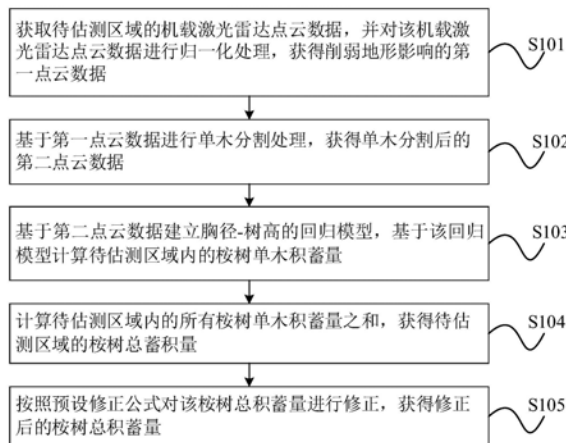 获取待估测区域的机载激光雷达点云数据，并对该机载激
光雷达点云数据进行归一化处理，获得削弱地形影响的第
一点云数据
S101
基于第一点云数据进行单木分割处理，获得单木分割后的
第二点云数据
S102
基于第二点云数据建立胸径-树高的回归模型，基于该回归
模型计算待估测区域内的桉树单木积蓄量
S103
计算待估测区域内的所有桉树单木积蓄量之和，获得待估
测区域的桉树总蓄积量
S104
按照预设修正公式对该桉树总积蓄量进行修正，获得修正
后的桉树总积蓄量
S105